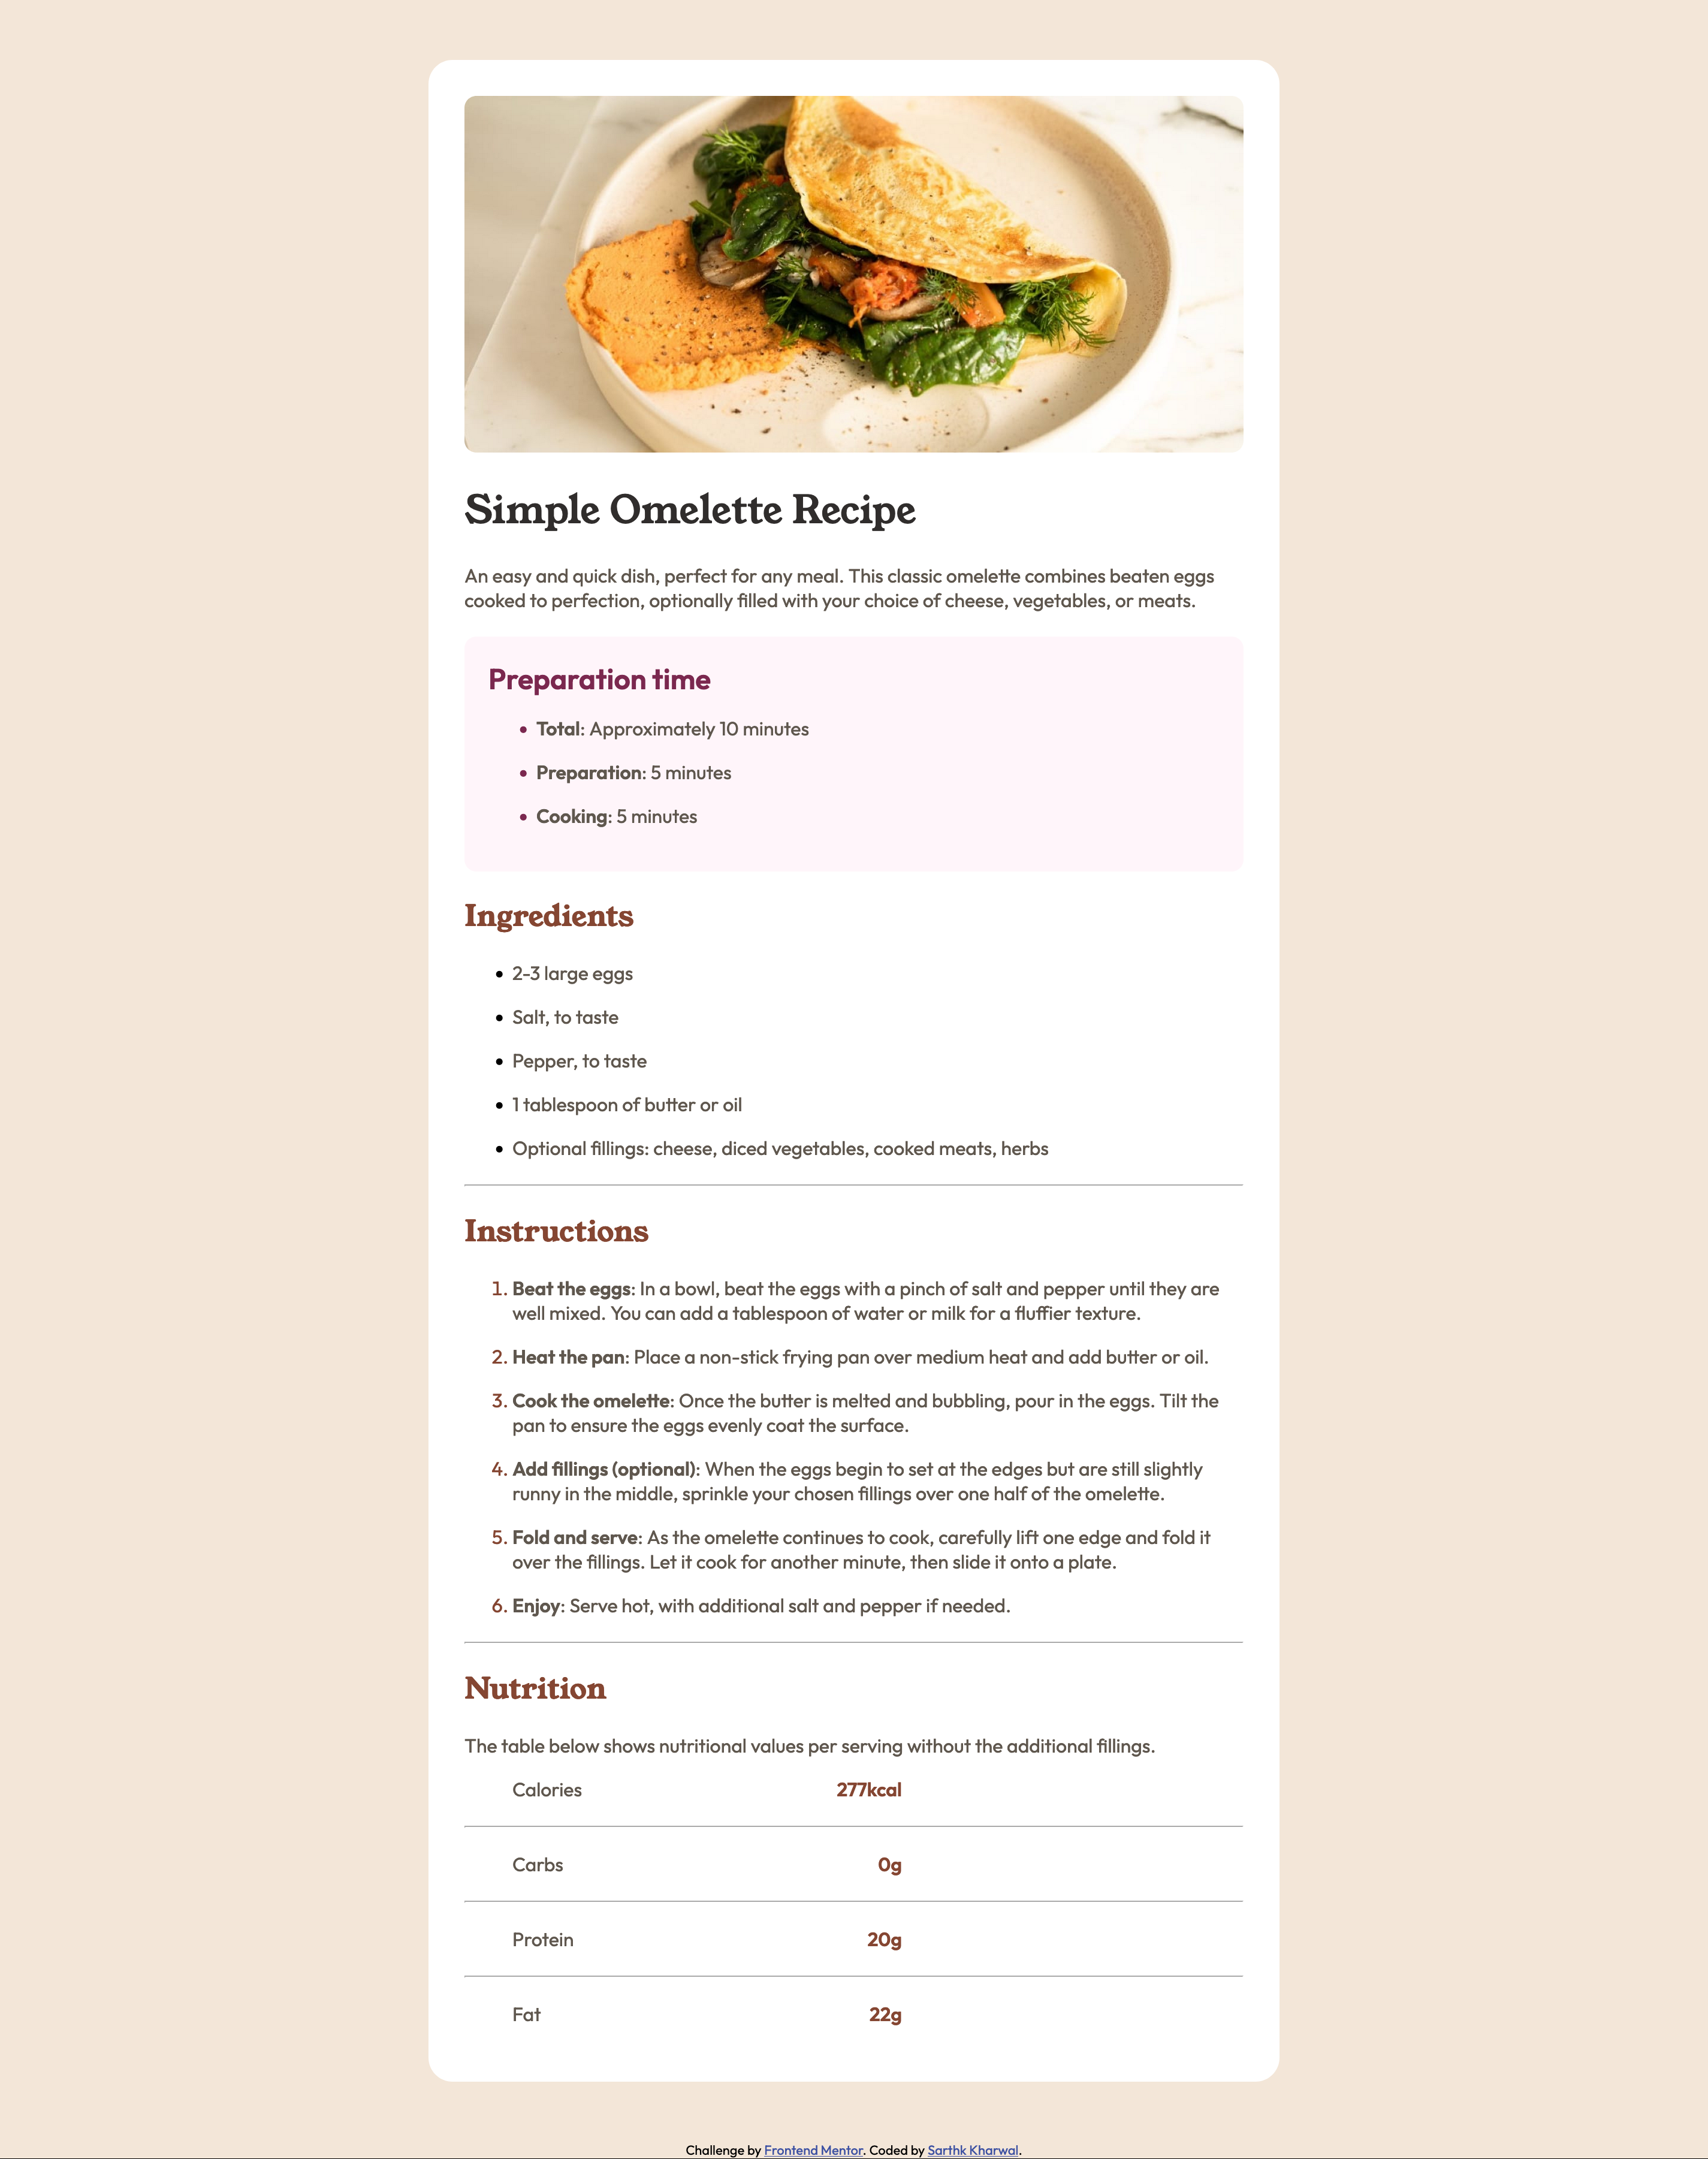 Simple Omelette Recipe
An easy and quick dish, perfect for any meal. This classic omelette combines beaten eggs
cooked to perfection, optionally filled with your choice of cheese, vegetables, or meats.
Preparation time
• Total: Approximately 10 minutes
• Preparation: 5 minutes
• Cooking: 5 minutes
Ingredients
• 2-3 large eggs
• Salt, to taste
• Pepper, to taste
• 1 tablespoon of butter or oil
• Optional fillings: cheese, diced vegetables, cooked meats, herbs
Instructions
1. Beat the eggs: In a bowl, beat the eggs with a pinch of salt and pepper until they are
well mixed. You can add a tablespoon of water or milk for a fluffier texture.
2. Heat the pan: Place a non-stick frying pan over medium heat and add butter or oil.
3. Cook the omelette: Once the butter is melted and bubbling, pour in the eggs. Tilt the
pan to ensure the eggs evenly coat the surface.
4. Add fillings (optional): When the eggs begin to set at the edges but are still slightly
runny in the middle, sprinkle your chosen fillings over one half of the omelette.
5. Fold and serve: As the omelette continues to cook, carefully lift one edge and fold it
over the fillings. Let it cook for another minute, then slide it onto a plate.
6. Enjoy: Serve hot, with additional salt and pepper if needed.
Nutrition
The table below shows nutritional values per serving without the additional fillings.
Calories 277kcal
Carbs 0g
Protein 20g
Fat 22g
Challenge by Frontend Mentor. Coded by Sarthk Kharwal.